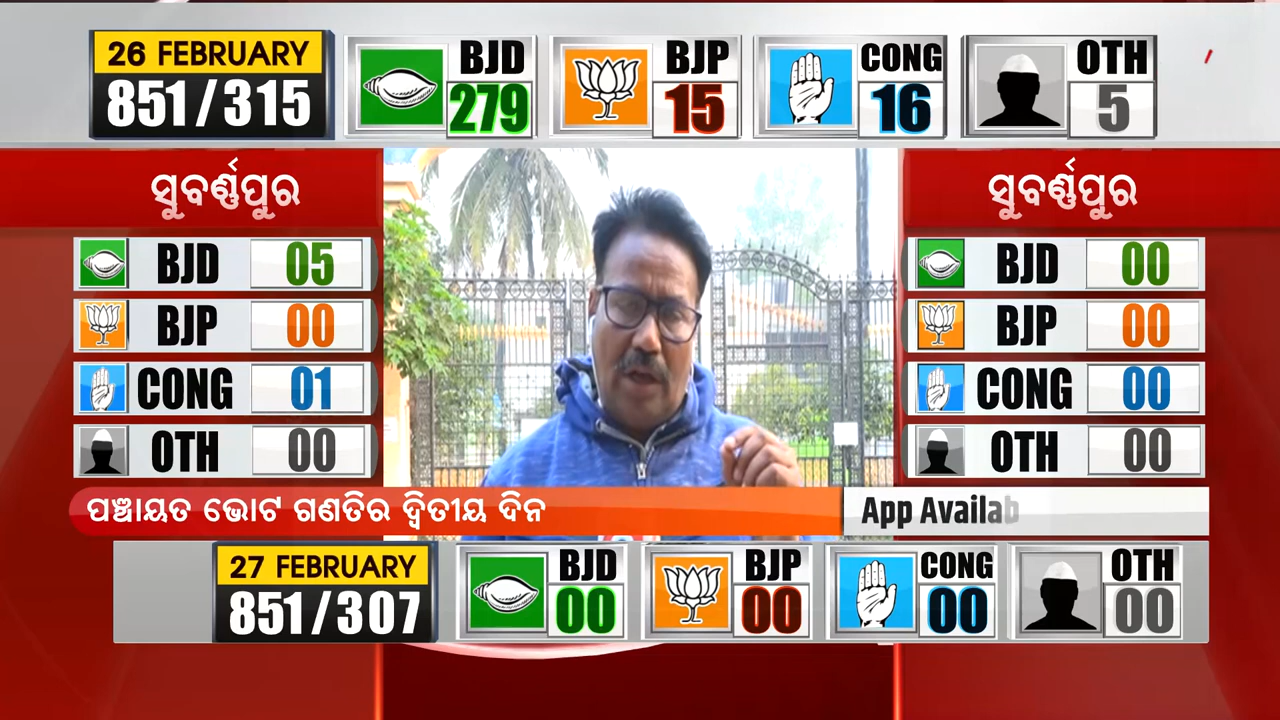 26 FEBRUARY
851/315
BJD
279
BJP
15
CONG
16
OTH
5
ସୁବର୍ଣ୍ଣପୁର
BJD 05
BJP 00
CONG 01
OTH 00
ସୁବର୍ଣ୍ଣପୁର
BJD 00
BJP 00
CONG 00
OTH 00
ପଞ୍ଚାୟତ ଭୋଟ ଗଣତିର ଦ୍ଵିତୀୟ ଦିନ
App Availab
27 FEBRUARY
851/307
BJD
00
BJP
00
CONG
00
OTH
00